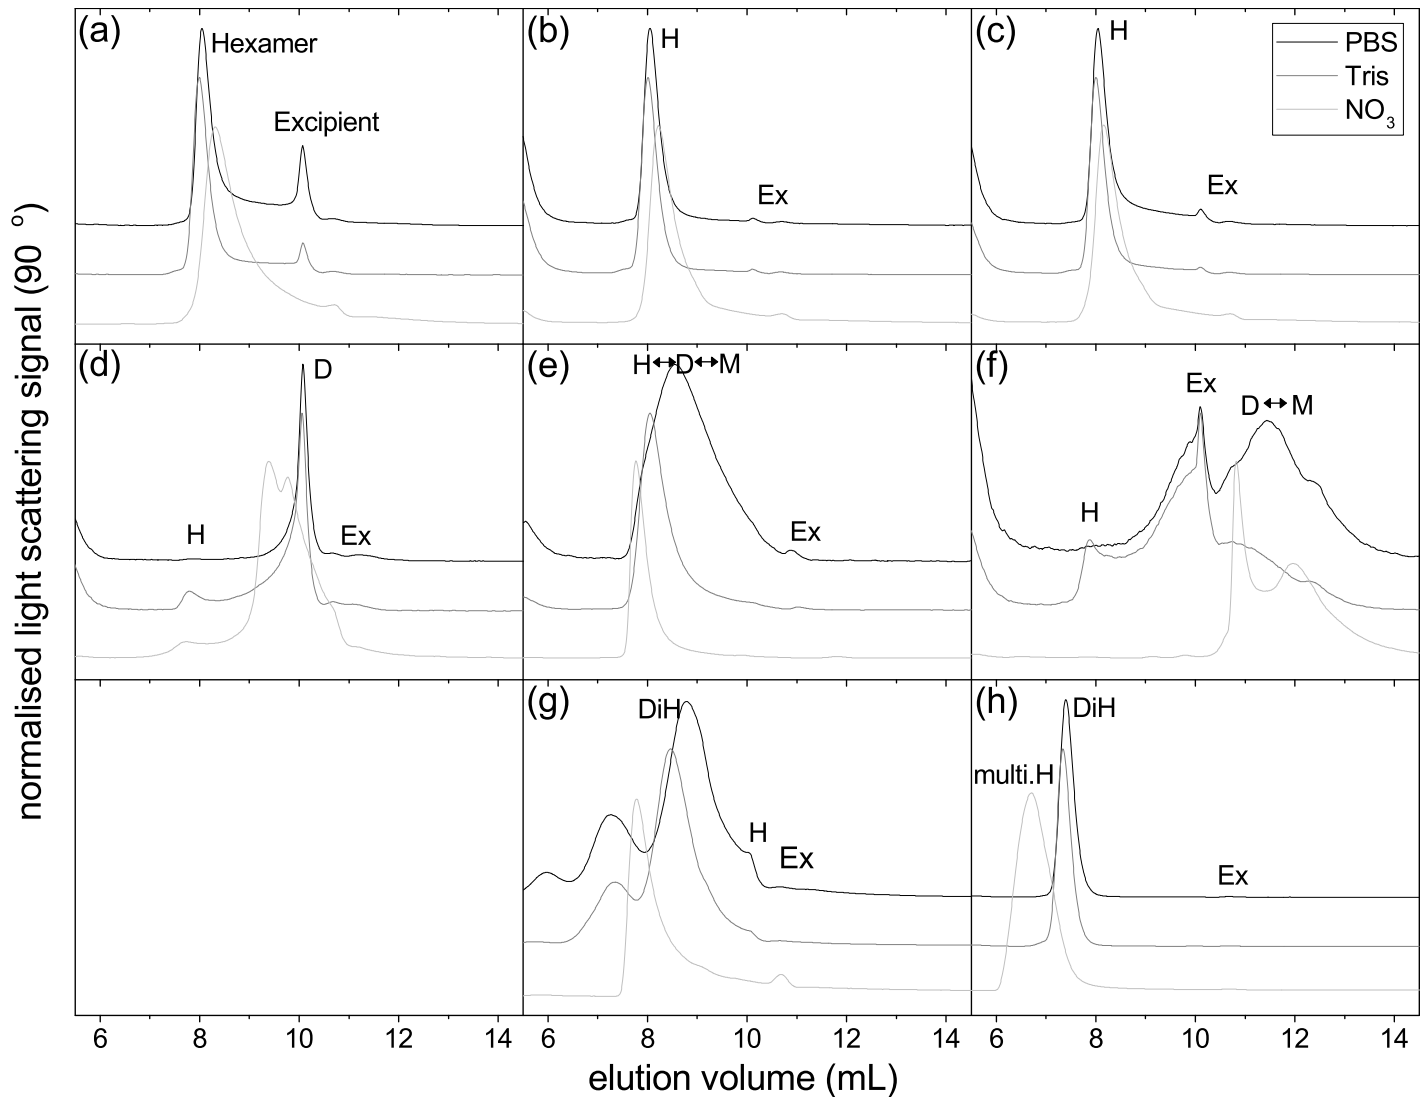 (a)
Hexamer
Excipient
(b)
H
Ex
(c)
H
Ex
PBS
Tris
NO3
(d)
D
H
Ex
(e)
H↔D↔M
Ex
(f)
Ex
D↔M
H
(g)
DiH
H
Ex
(h)
DiH
multi.H
Ex
6 8 10 12 14
6 8 10 12 14
6 8 10 12 14
elution volume (mL)
normalised light scattering signal (90 °)